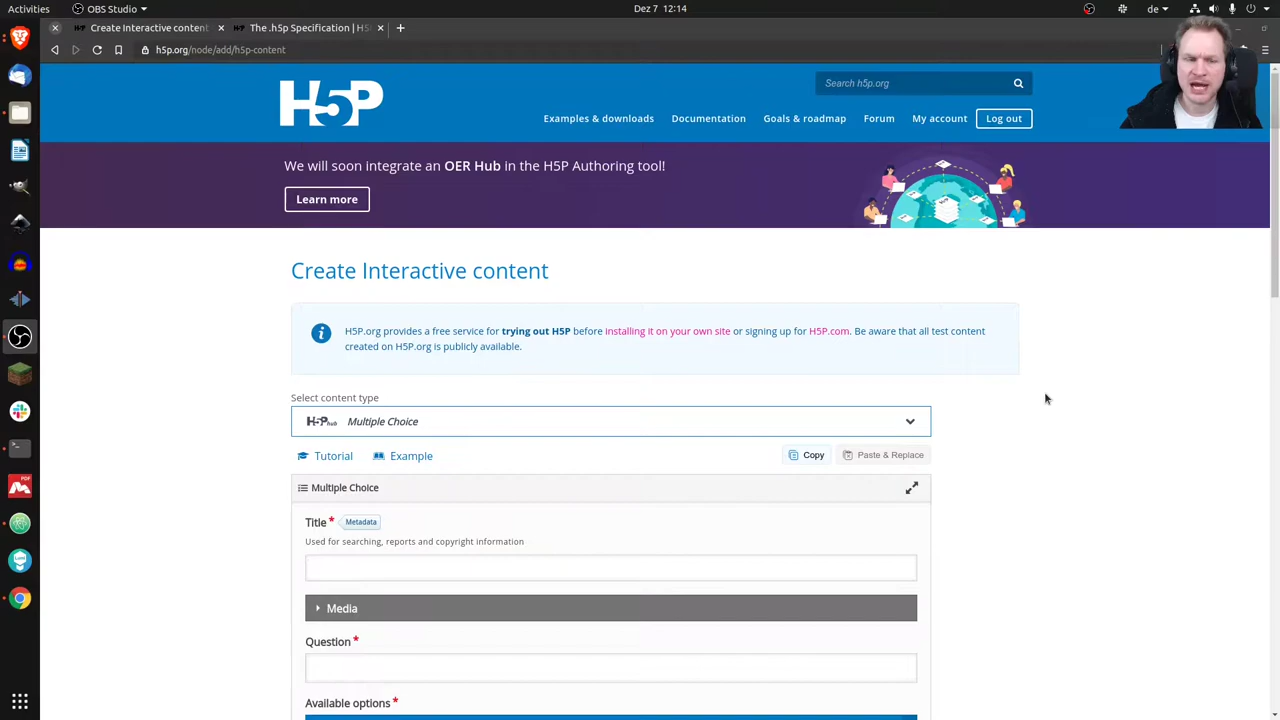 OBS Studio
Dez 7 12:14
de
Create Interactive conten
The .h5p Specification | H
h5p.org/node/add/h5p-content
H5P
Search h5p.org
Examples & downloads
Documentation
Goals & roadmap
Forum
My account
Log out
We will soon integrate an OER Hub in the H5P Authoring tool!
Learn more
Create Interactive content
H5P.org provides a free service for trying out H5P before installing it on your own site or signing up for H5P.com. Be aware that all test content
created on H5P.org is publicly available.
Select content type
H5Phub Multiple Choice
Tutorial
Example
Copy
Paste & Replace
Multiple Choice
Title * Metadata
Used for searching, reports and copyright information
Media
Question *
Available options *